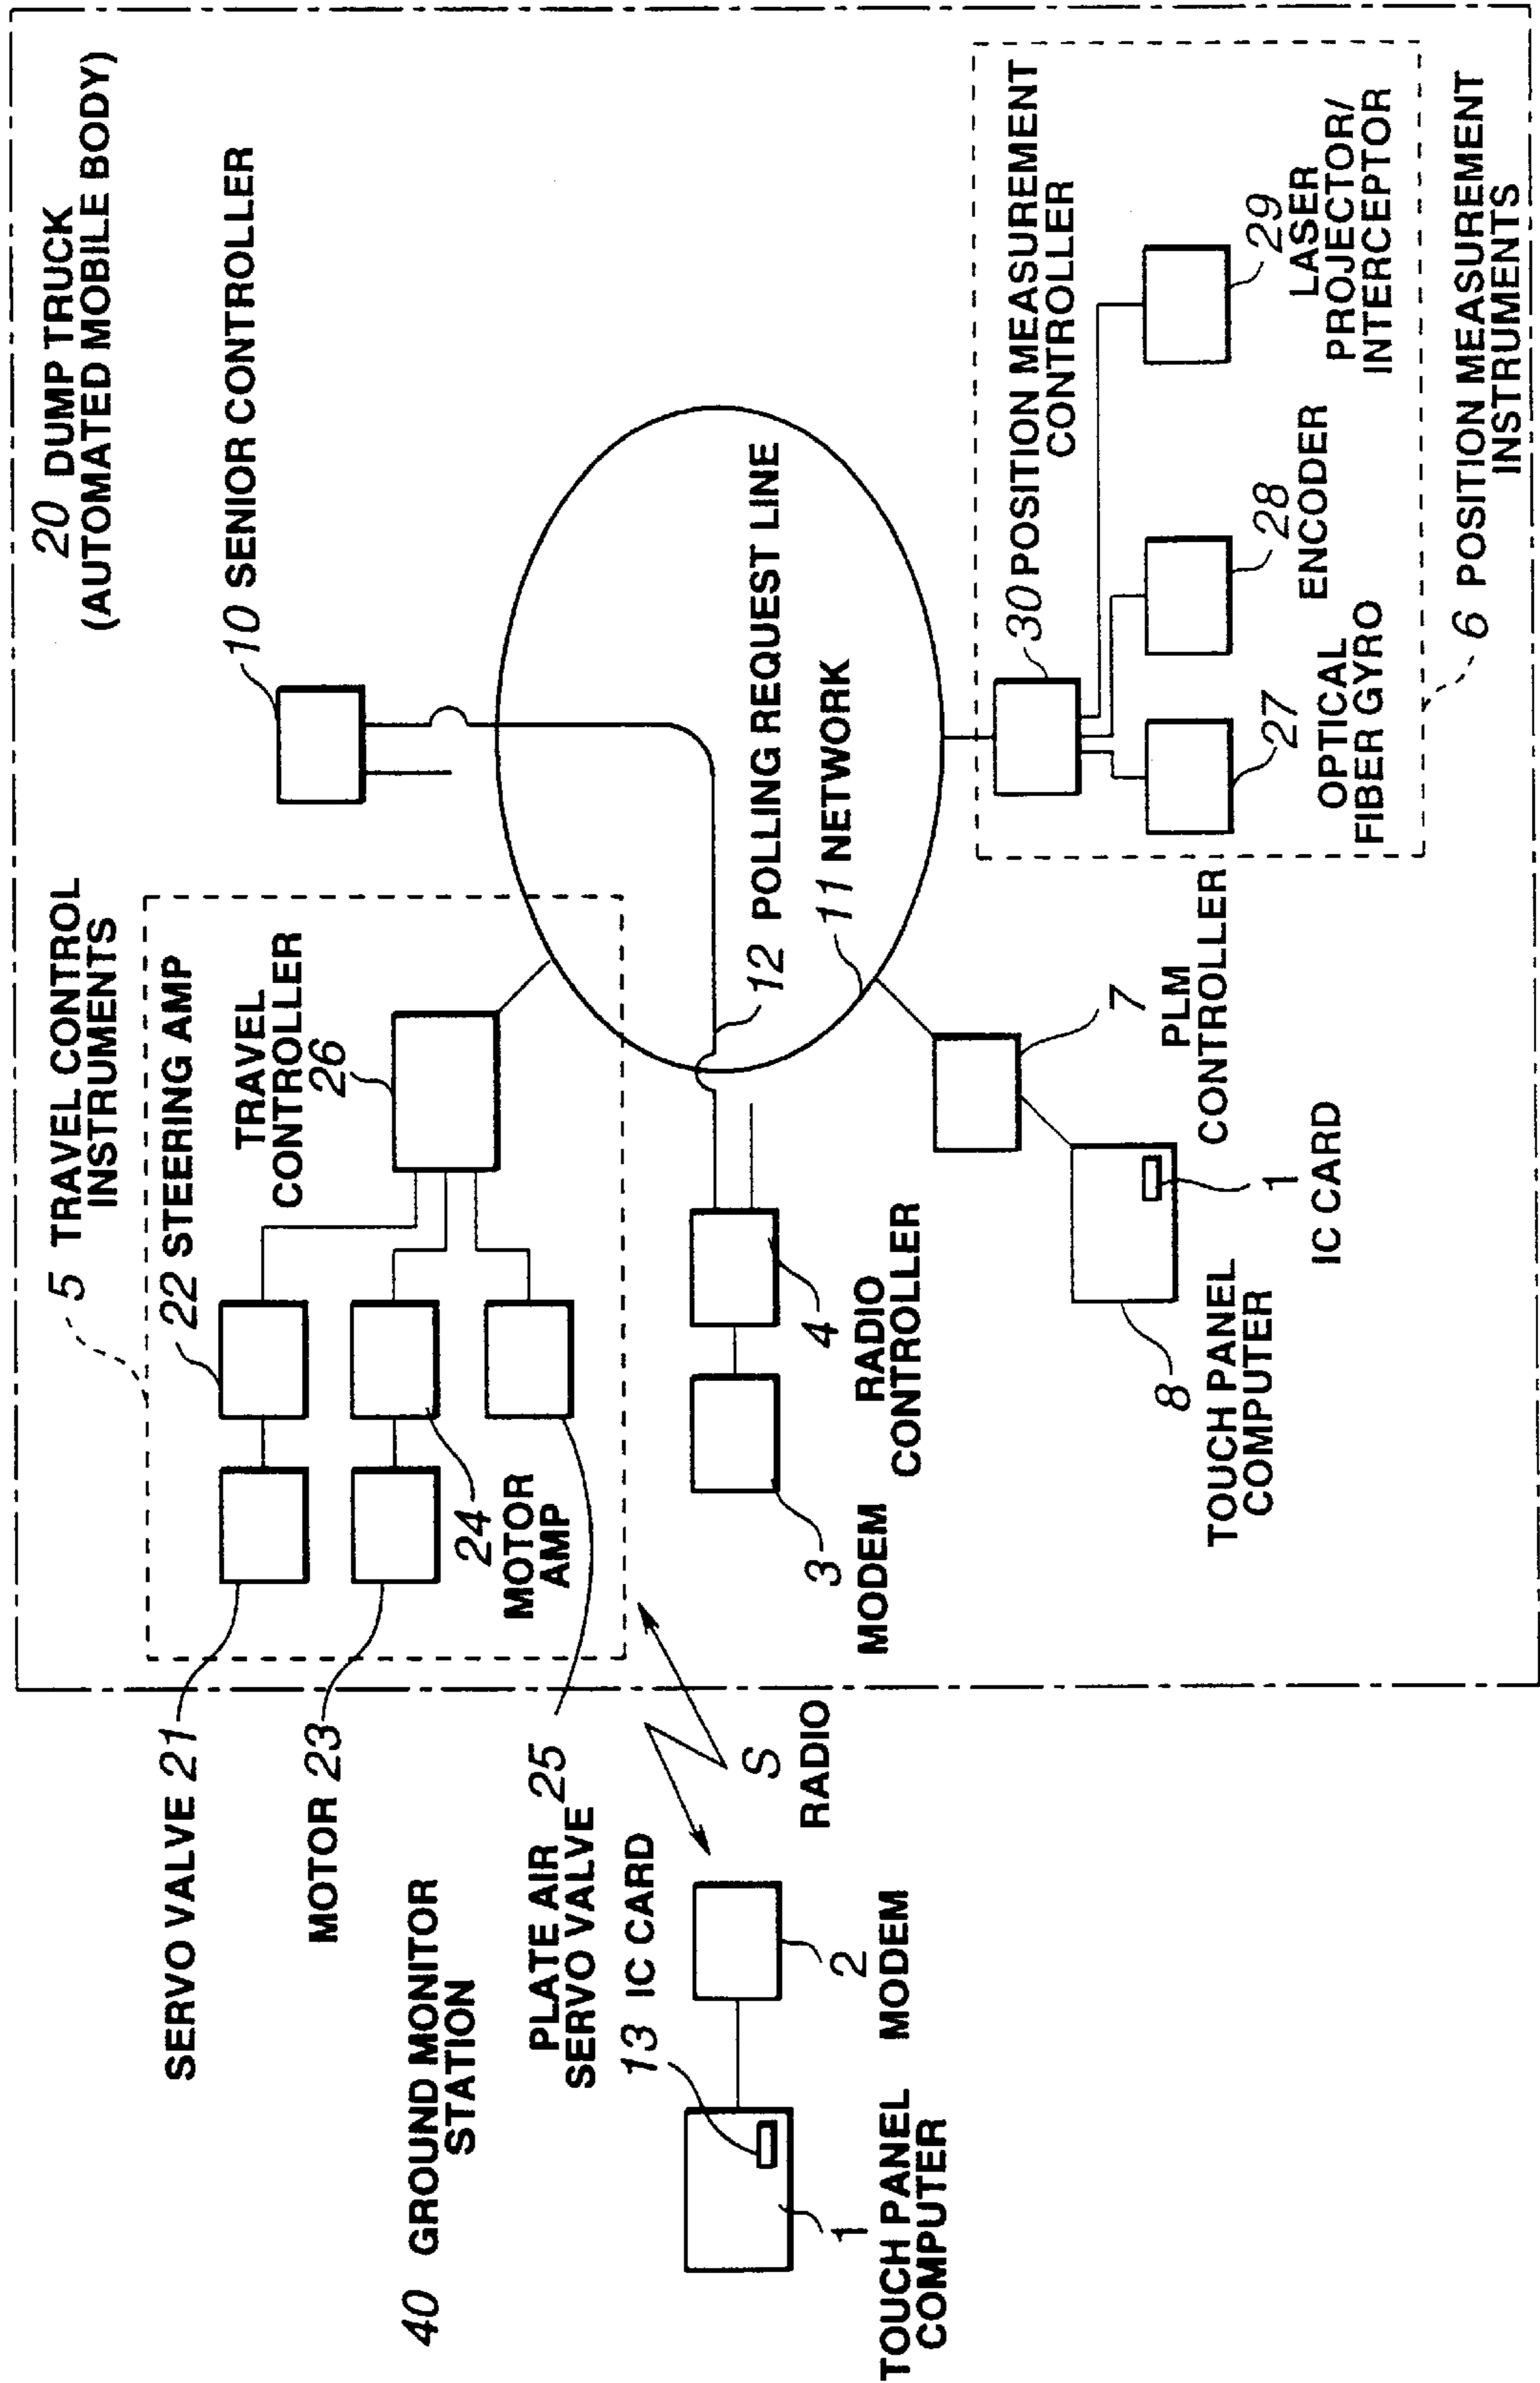 20 DUMP TRUCK
(AUTOMATED MOBILE BODY)
10 SENIOR CONTROLLER
5 TRAVEL CONTROL
INSTRUMENTS
22 STEERING AMP
TRAVEL
CONTROLLER
26
SERVO VALVE 21
MOTOR 23
24
MOTOR
AMP
PLATE AIR
SERVO VALVE 25
40 GROUND MONITOR
STATION
13 IC CARD
1
TOUCH PANEL
COMPUTER
2
MODEM
S
RADIO
3
MODEM
4
RADIO
CONTROLLER
12 POLLING REQUEST LINE
11 NETWORK
7
PLM
CONTROLLER
8
TOUCH PANEL
COMPUTER
1
IC CARD
30 POSITION MEASUREMENT
CONTROLLER
27
OPTICAL
FIBER GYRO
28
ENCODER
29
LASER
PROJECTOR/
INTERCEPTOR
6 POSITION MEASUREMENT
INSTRUMENTS